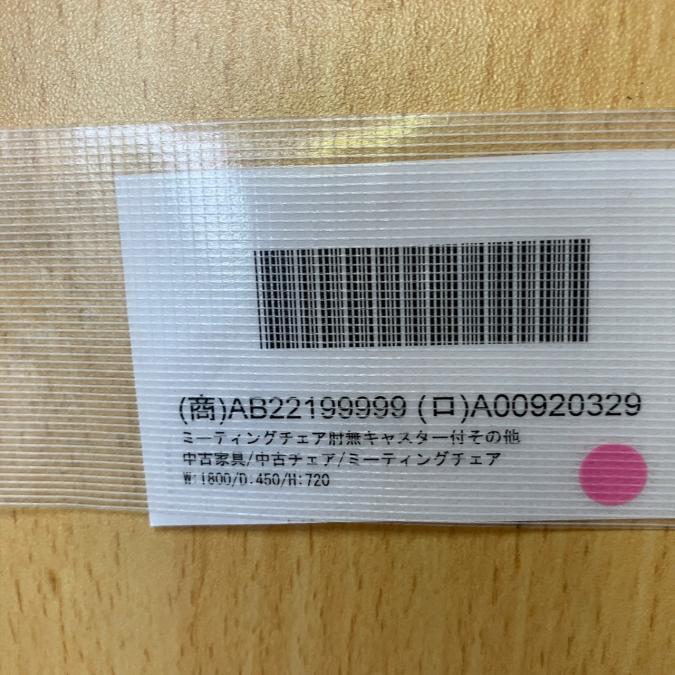 (商)AB22199999 (ロ)A00920329
ミーティングチェア肘無キャスター付その他
中古家具/中古チェア/ミーティングチェア
W:1800/D:450/H:720